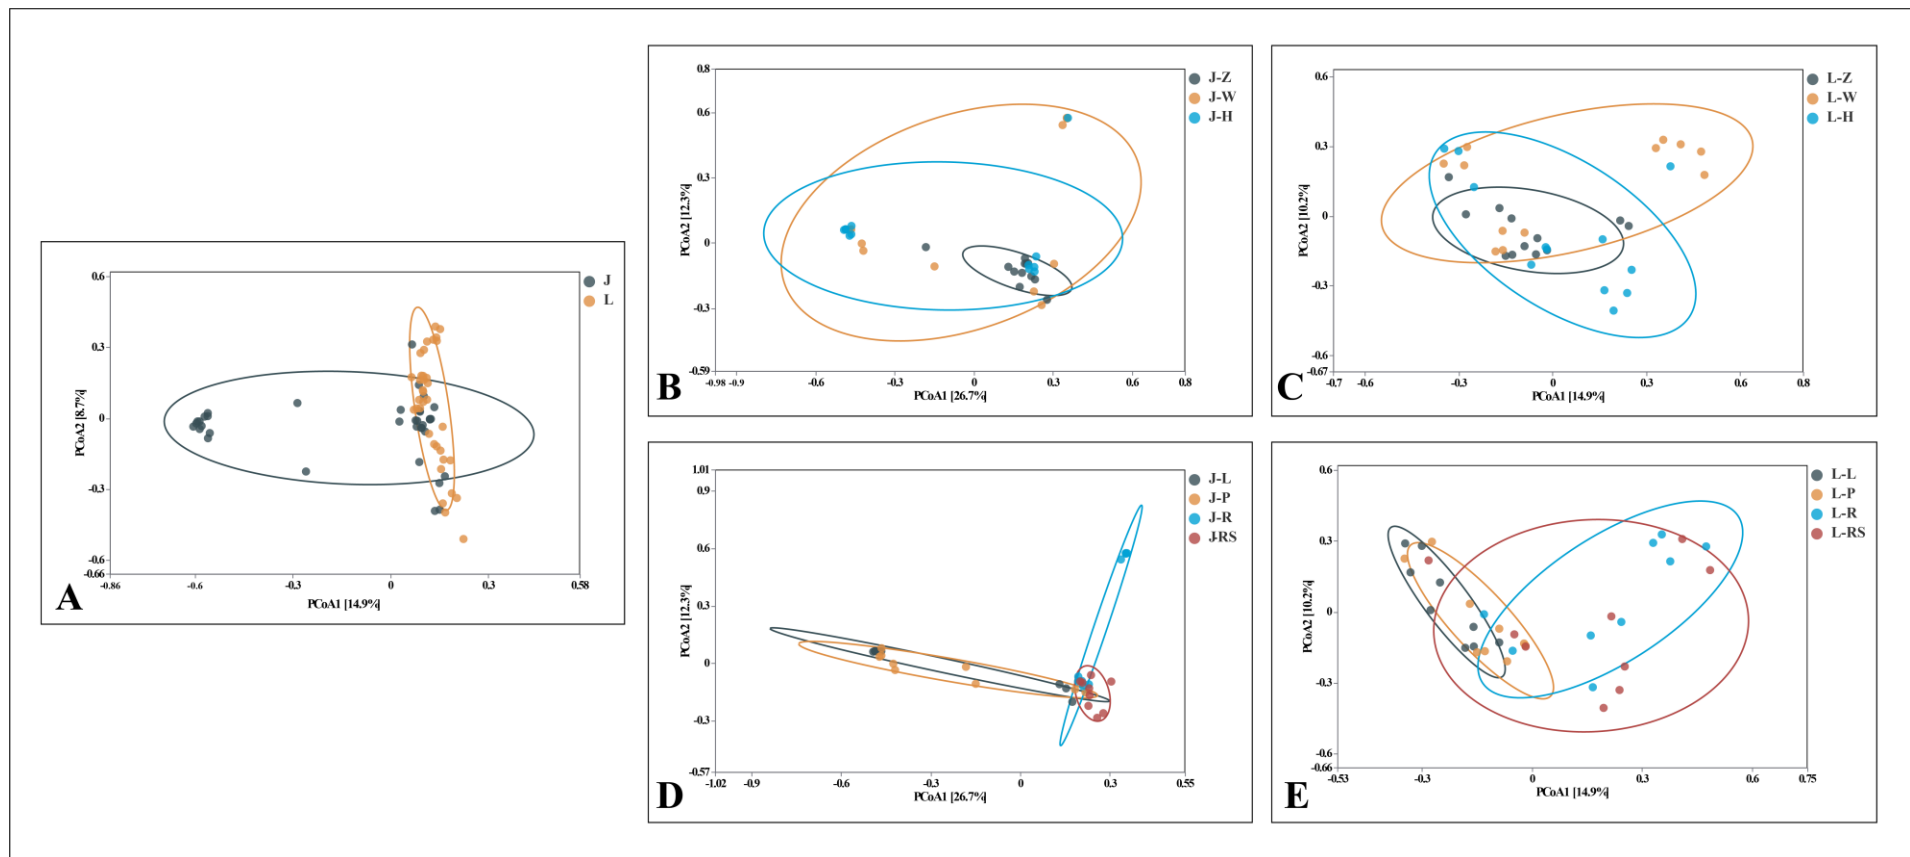 A
J
L
0.6
0.3
0
-0.3
-0.6
-0.66
-0.86
-0.6
-0.3
0
0.3
0.58
PCoA1 [14.9%]
PCoA2 [8.7%]
B
J-Z
J-W
J-H
0.8
0.6
0.3
0
-0.3
-0.59
-0.98
-0.9
-0.6
-0.3
0
0.3
0.6
0.8
PCoA1 [26.7%]
PCoA2 [12.3%]
C
L-Z
L-W
L-H
0.6
0.3
0
-0.3
-0.6
-0.67
-0.7
-0.6
-0.3
0
0.3
0.6
0.8
PCoA1 [14.9%]
PCoA2 [10.2%]
D
J-L
J-P
J-R
J-RS
1.01
0.9
0.6
0.3
0
-0.3
-0.57
-1.02
-0.9
-0.6
-0.3
0
0.3
0.55
PCoA1 [26.7%]
PCoA2 [12.3%]
E
L-L
L-P
L-R
L-RS
0.6
0.3
0
-0.3
-0.6
-0.66
-0.53
-0.3
0
0.3
0.6
0.75
PCoA1 [14.9%]
PCoA2 [10.2%]